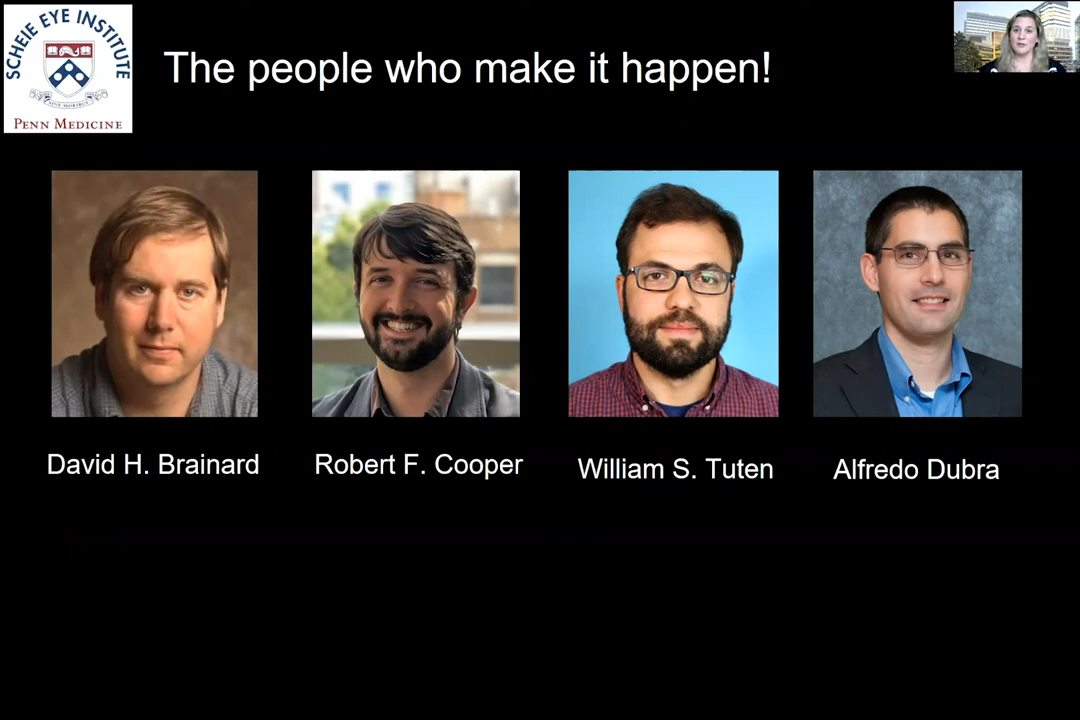 SCHEIE EYE INSTITUTE
PENN MEDICINE
The people who make it happen!
David H. Brainard
Robert F. Cooper
William S. Tuten
Alfredo Dubra